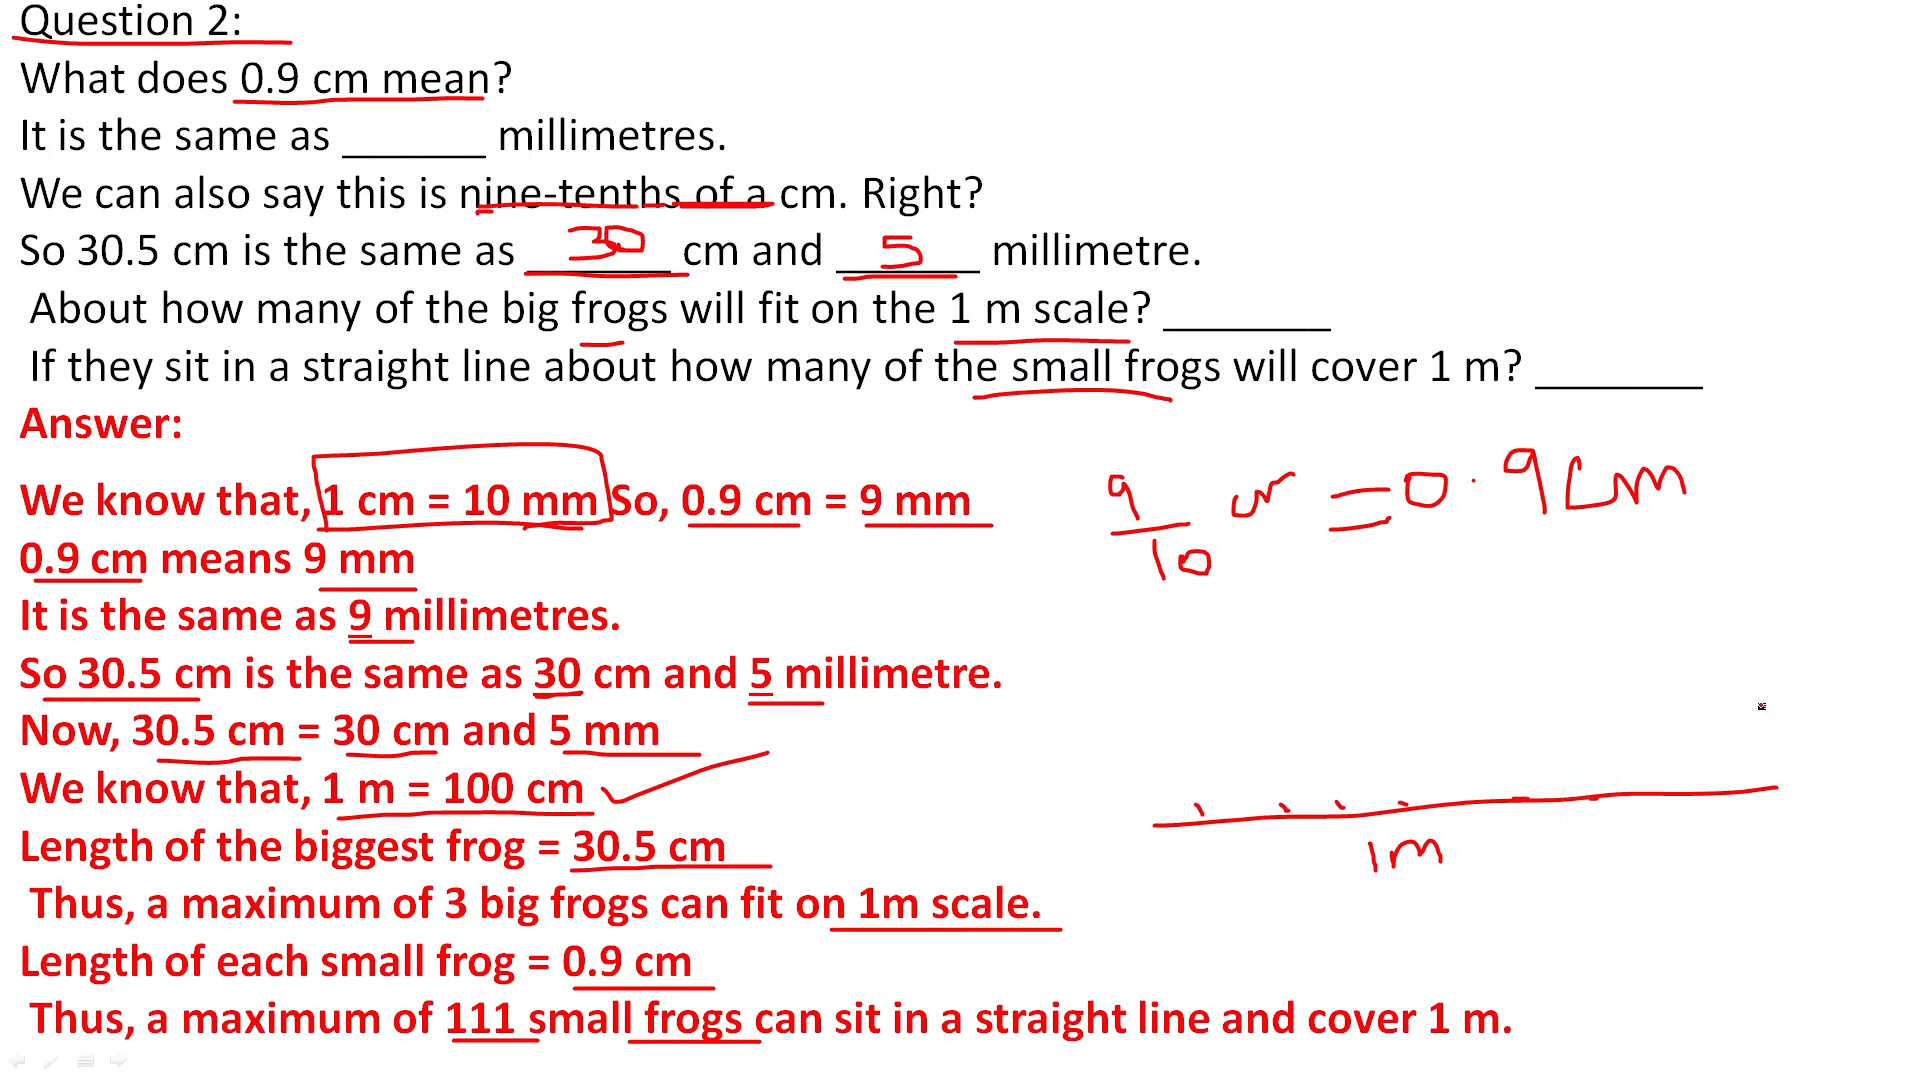 Question 2:
What does 0.9 cm mean?
It is the same as ______ millimetres.
We can also say this is nine-tenths of a cm. Right?
So 30.5 cm is the same as 30 cm and 5 millimetre.
About how many of the big frogs will fit on the 1 m scale? _______
If they sit in a straight line about how many of the small frogs will cover 1 m? _______
Answer:
We know that, 1 cm = 10 mm So, 0.9 cm = 9 mm
9/10 = 0.9cm
0.9 cm means 9 mm
It is the same as 9 millimetres.
So 30.5 cm is the same as 30 cm and 5 millimetre.
Now, 30.5 cm = 30 cm and 5 mm
We know that, 1 m = 100 cm
Length of the biggest frog = 30.5 cm
1m
Thus, a maximum of 3 big frogs can fit on 1m scale.
Length of each small frog = 0.9 cm
Thus, a maximum of 111 small frogs can sit in a straight line and cover 1 m.